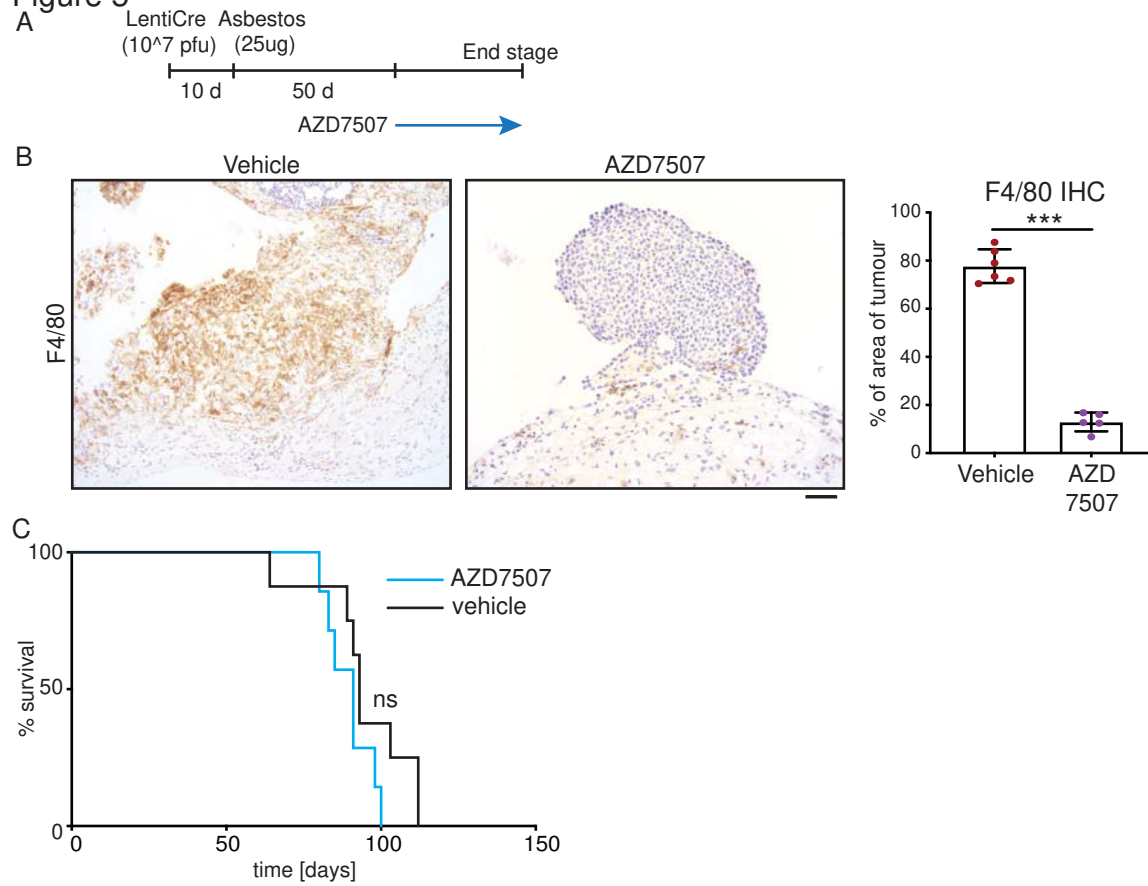 A
LentiCre Asbestos
(10^7 pfu) (25ug)
End stage
10 d 50 d
AZD7507
B
Vehicle AZD7507
F4/80
F4/80 IHC
***
% of area of tumour
100
80
60
40
20
0
Vehicle AZD
7507
C
100
50
0
% survival
AZD7507
vehicle
ns
0 50 100 150
time [days]